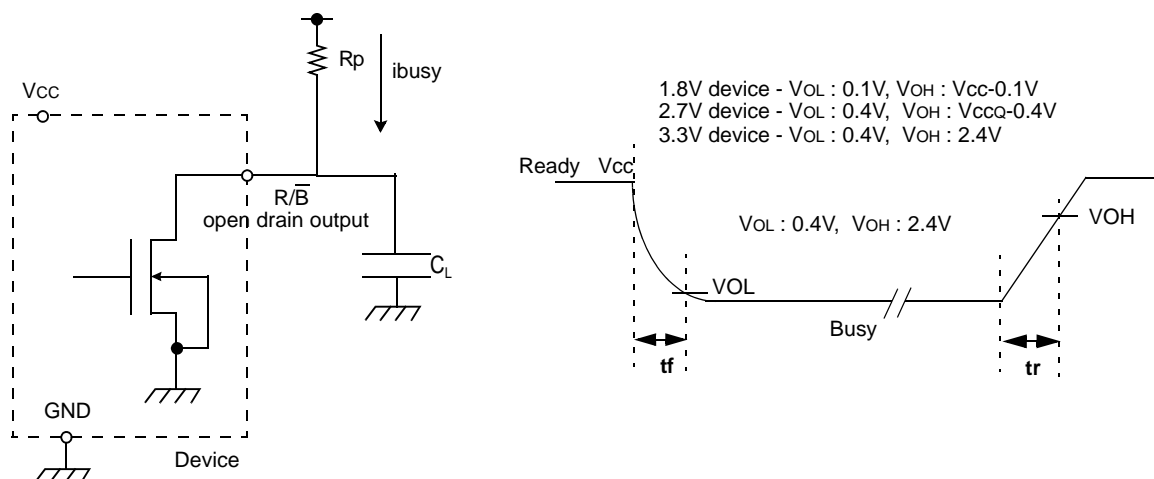 Rp
ibusy
VCC
R/B̅
open drain output
CL
GND
Device
1.8V device - VOL : 0.1V, VOH : Vcc-0.1V
2.7V device - VOL : 0.4V, VOH : VccQ-0.4V
3.3V device - VOL : 0.4V, VOH : 2.4V
Ready Vcc
VOL : 0.4V, VOH : 2.4V
VOH
VOL
Busy
tf
tr